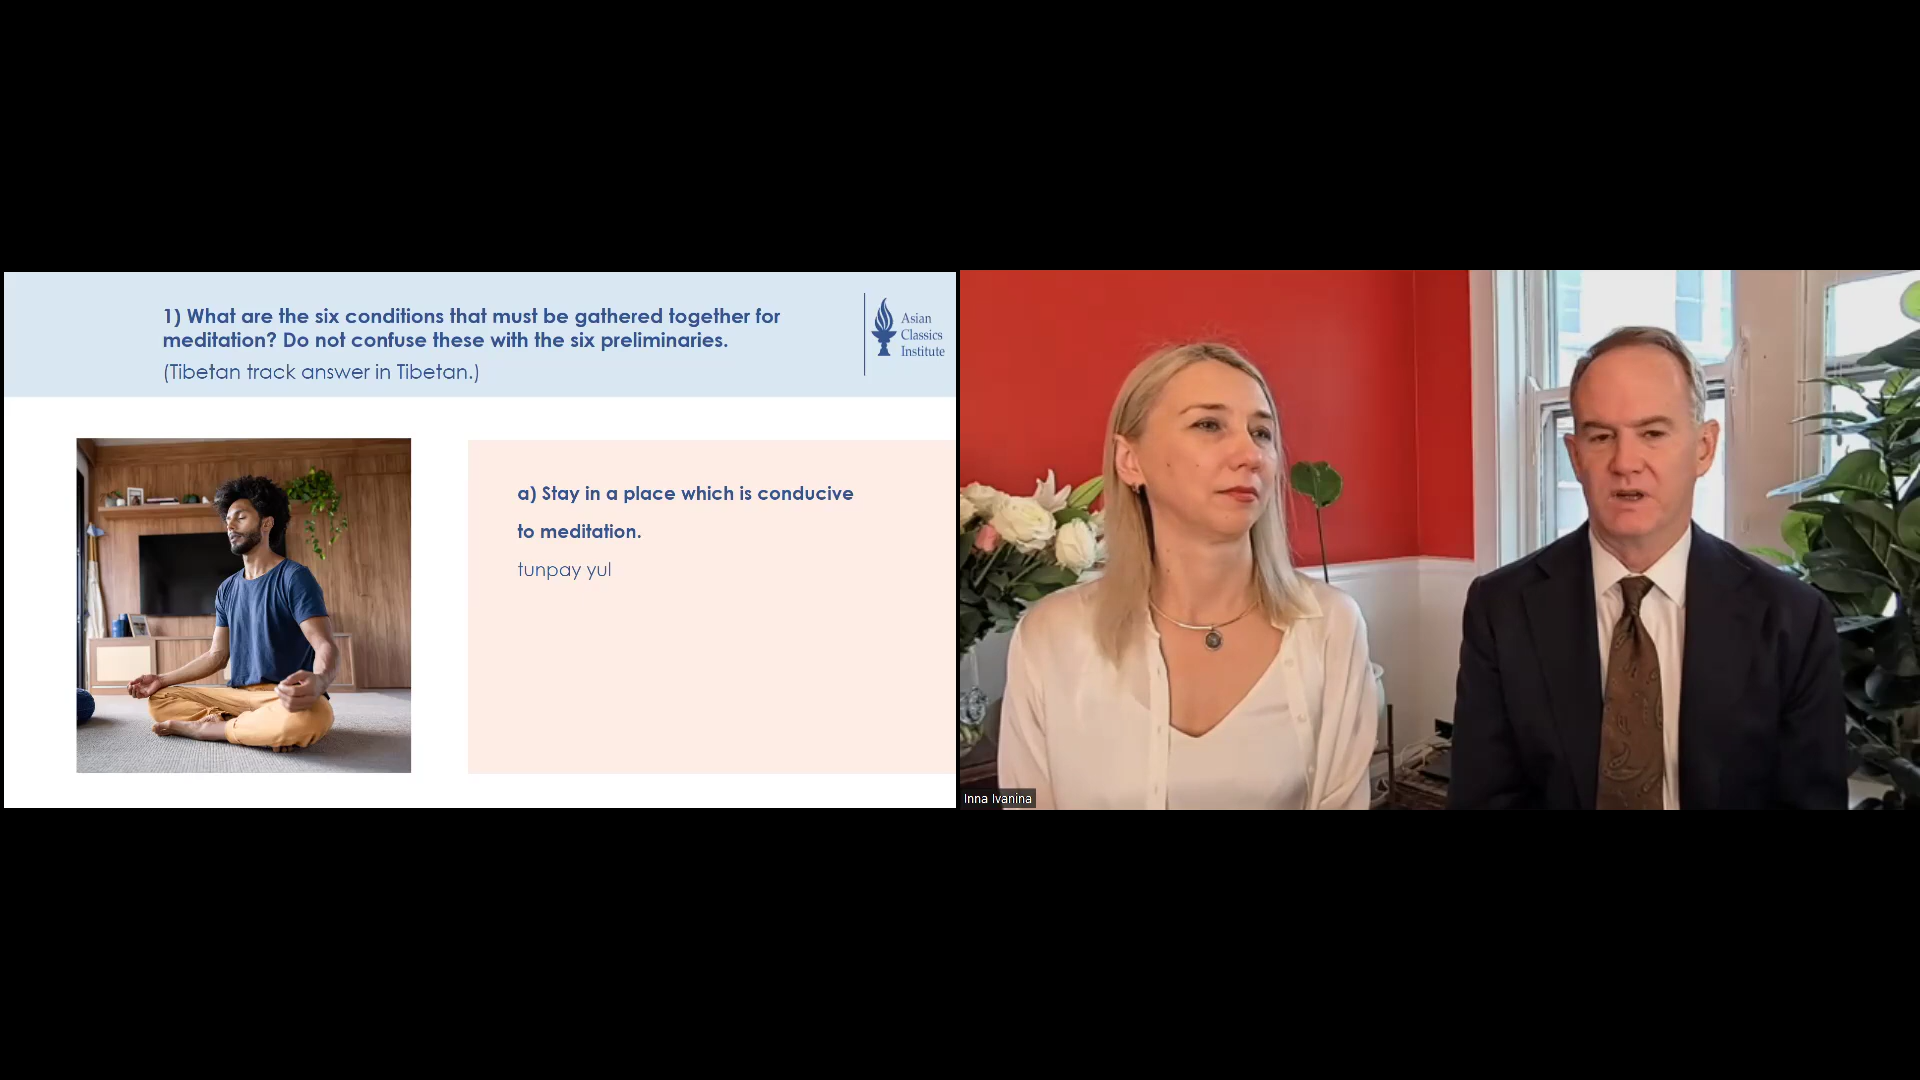 1) What are the six conditions that must be gathered together for
meditation? Do not confuse these with the six preliminaries.
(Tibetan track answer in Tibetan.)
Asian
Classics
Institute
a) Stay in a place which is conducive
to meditation.
tunpay yul
Inna Ivanina